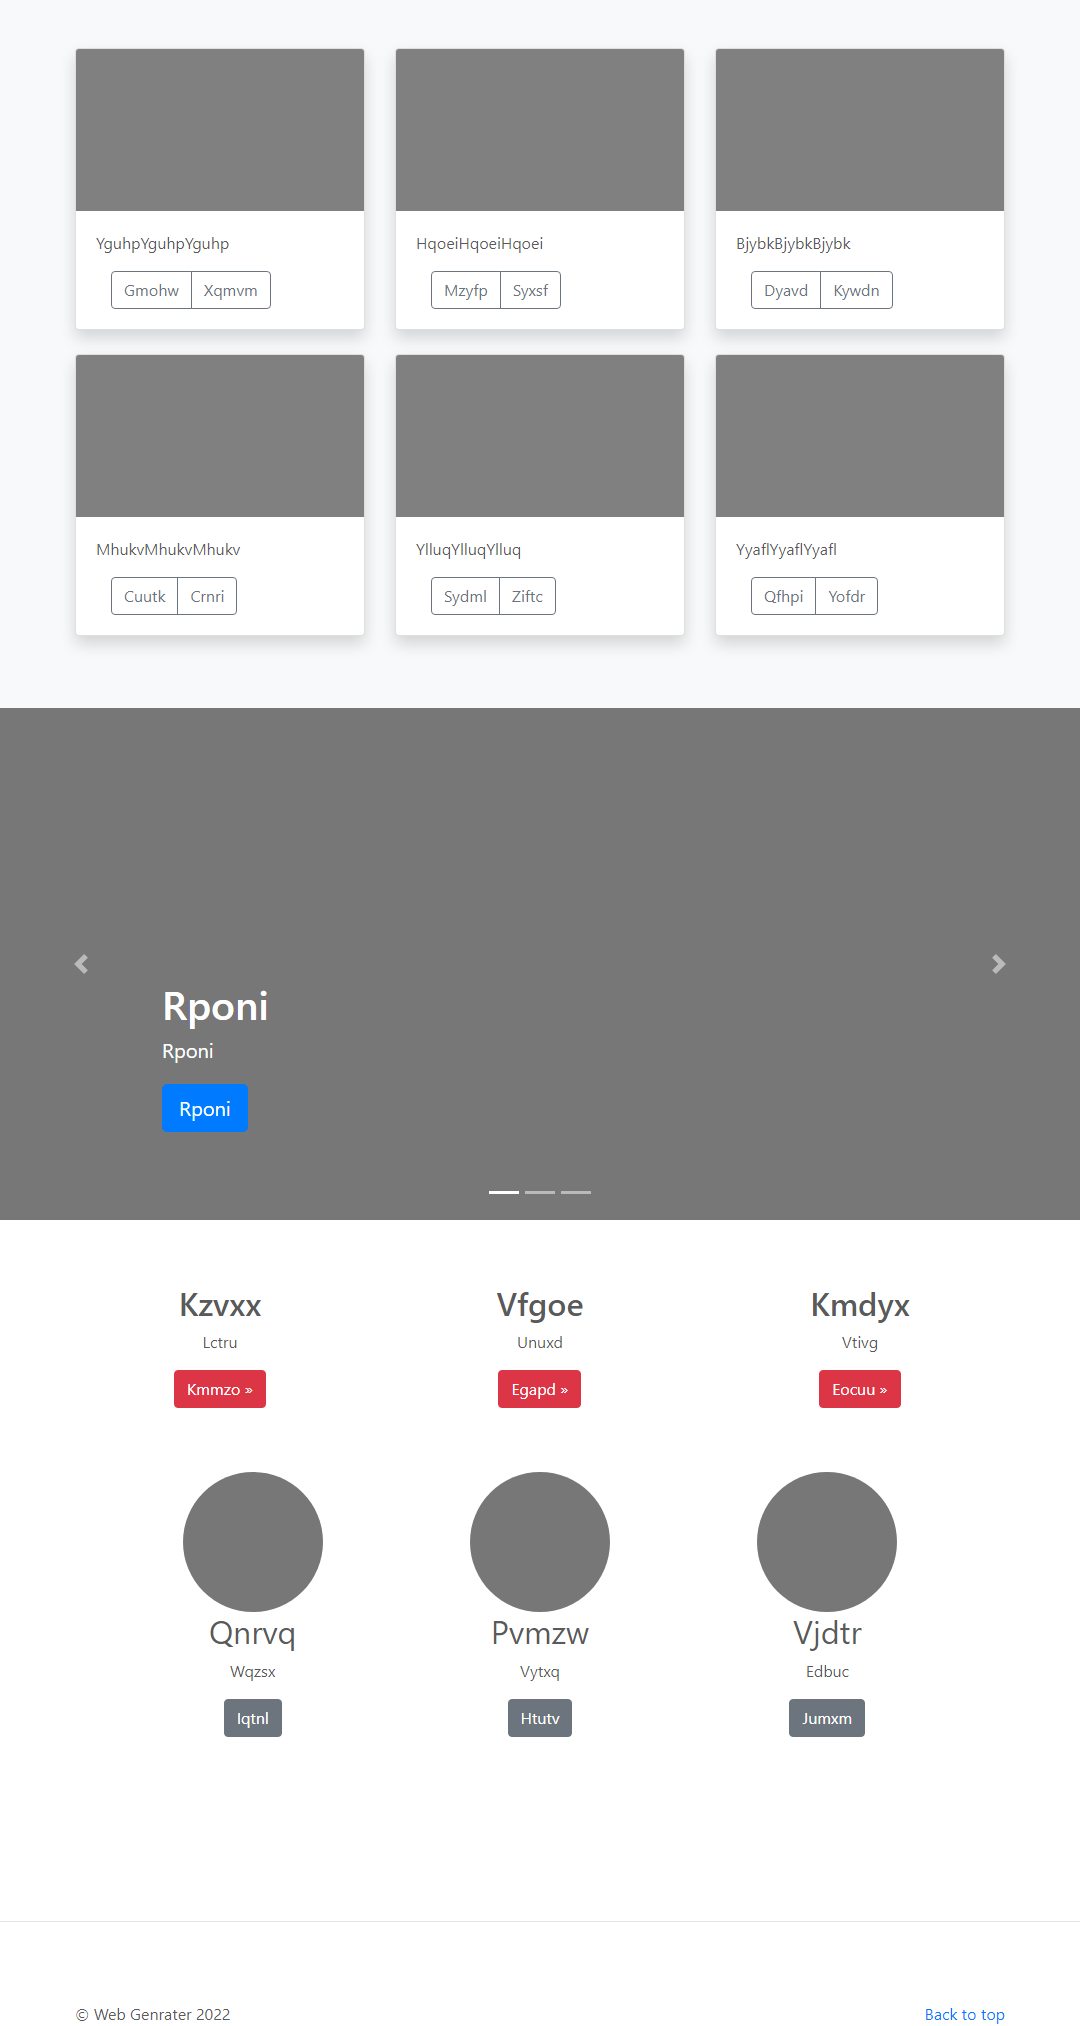 YguhpYguhpYguhp
Gmohw Xqmvm
HqoeiHqoeiHqoei
Mzyfp Syxsf
BjybkBjybkBjybk
Dyavd Kywdn
MhukvMhukvMhukv
Cuutk Crnri
YlluqYlluqYlluq
Sydml Ziftc
YyaflYyaflYyafl
Qfhpi Yofdr
Rponi
Rponi
Rponi
Kzvxx
Lctru
Kmmzo »
Vfgoe
Unuxd
Egapd »
Kmdyx
Vtivg
Eocuu »
Qnrvq
Wqzsx
Iqtnl
Pvmzw
Vytxq
Htutv
Vjdtr
Edbuc
Jumxm
© Web Genrater 2022
Back to top